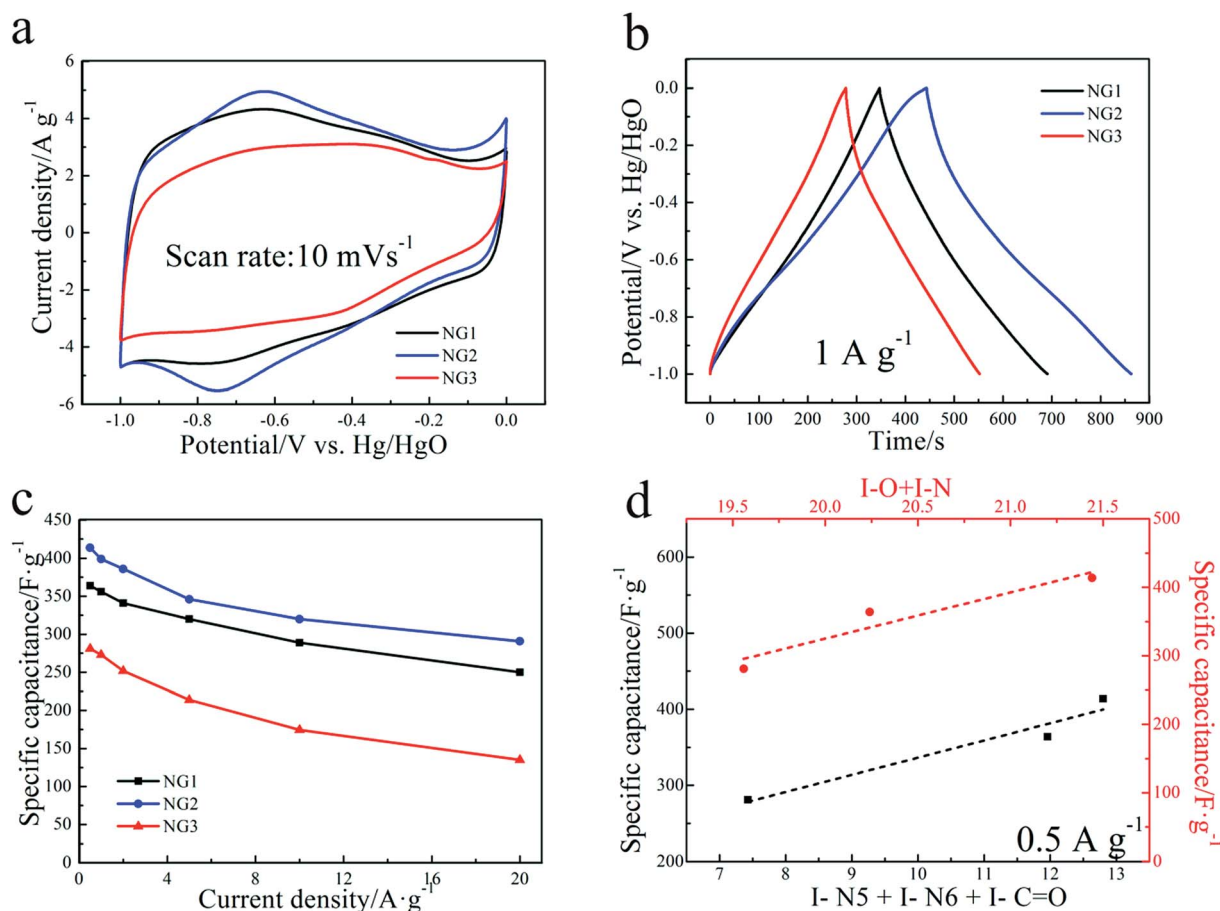 a
6
4
2
0
-2
-4
-6
Current density/A g⁻¹
Scan rate:10 mVs⁻¹
NG1
NG2
NG3
-1.0 -0.8 -0.6 -0.4 -0.2 0.0
Potential/V vs. Hg/HgO
b
0.0
-0.2
-0.4
-0.6
-0.8
-1.0
Potential/V vs. Hg/HgO
NG1
NG2
NG3
1 A g⁻¹
0 100 200 300 400 500 600 700 800 900
Time/s
c
450
400
350
300
250
200
150
100
50
0
Specific capacitance/F·g⁻¹
NG1
NG2
NG3
0 4 8 12 16 20
Current density/A·g⁻¹
d
I-O+I-N
19.5 20.0 20.5 21.0 21.5
600
500
400
300
200
Specific capacitance/F·g⁻¹
500
400
300
200
100
0
Specific capacitance/F·g⁻¹
0.5 A g⁻¹
7 8 9 10 11 12 13
I- N5 + I- N6 + I- C=O